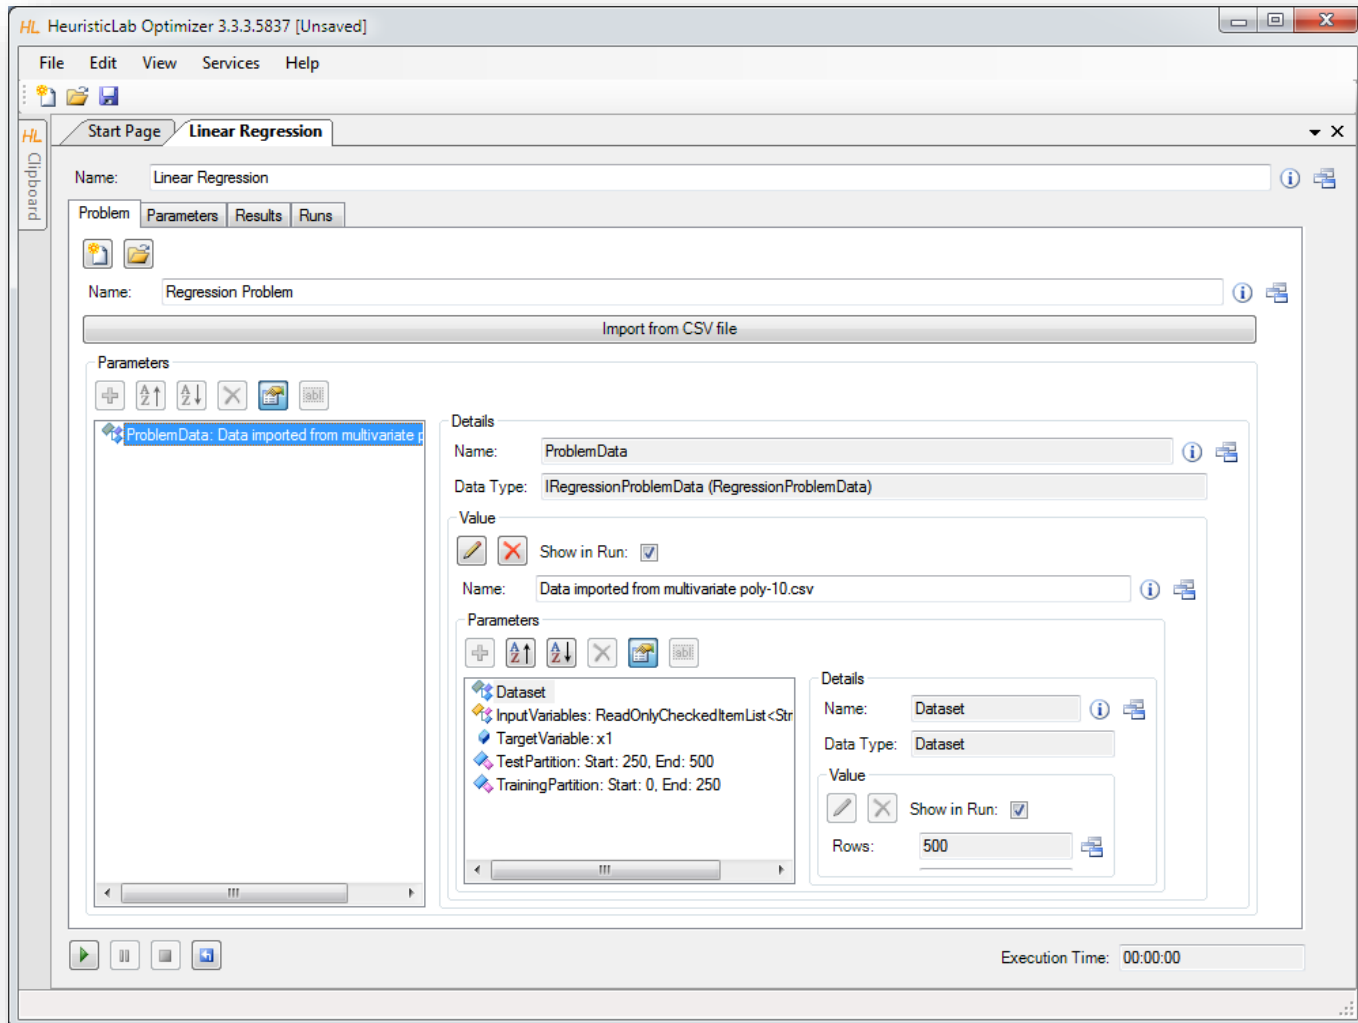 HL HeuristicLab Optimizer 3.3.3.5837 [Unsaved]
File Edit View Services Help
HL Clipboard
Start Page Linear Regression
Name: Linear Regression
Problem Parameters Results Runs
Name: Regression Problem
Import from CSV file
Parameters
ProblemData: Data imported from multivariate p
Details
Name: ProblemData
Data Type: IRegressionProblemData (RegressionProblemData)
Value
Show in Run:
Name: Data imported from multivariate poly-10.csv
Parameters
Dataset
InputVariables: ReadOnlyCheckedItemList<Str
TargetVariable: x1
TestPartition: Start: 250, End: 500
TrainingPartition: Start: 0, End: 250
Details
Name: Dataset
Data Type: Dataset
Value
Show in Run:
Rows: 500
Execution Time: 00:00:00